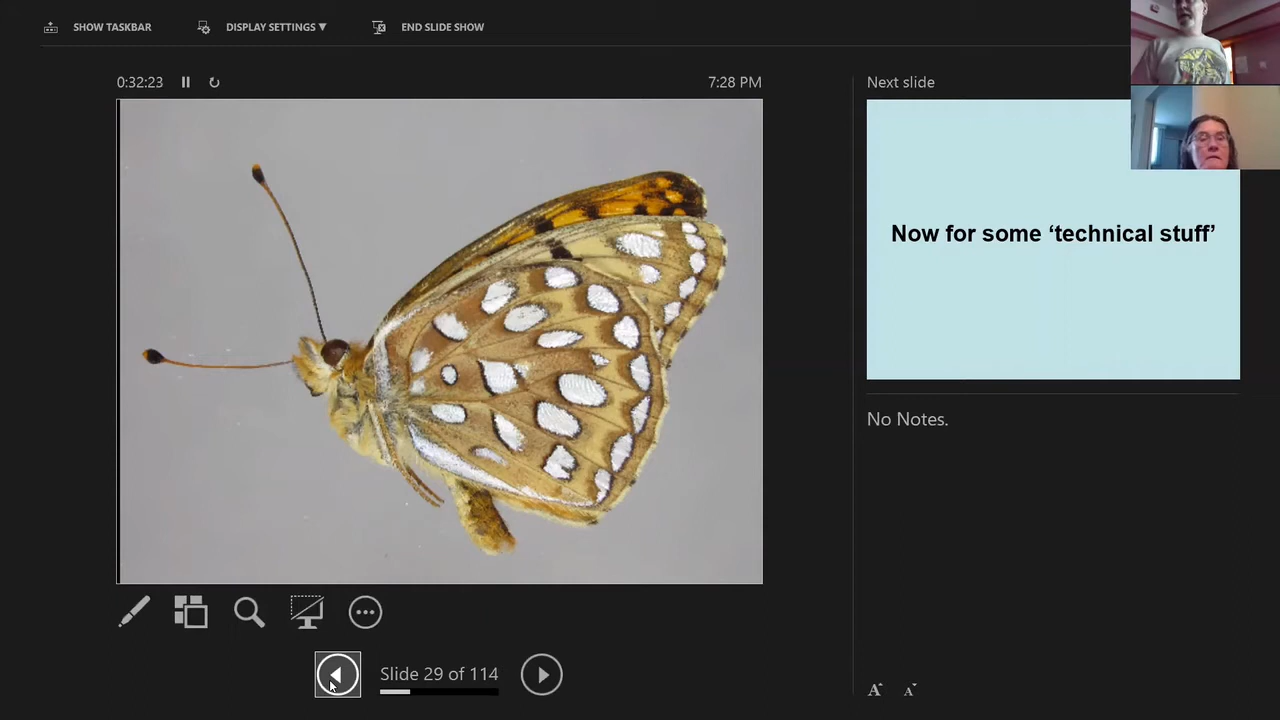 SHOW TASKBAR
DISPLAY SETTINGS ▼
END SLIDE SHOW
0:32:23
7:28 PM
Next slide
Now for some ‘technical stuff’
No Notes.
Slide 29 of 114
A A